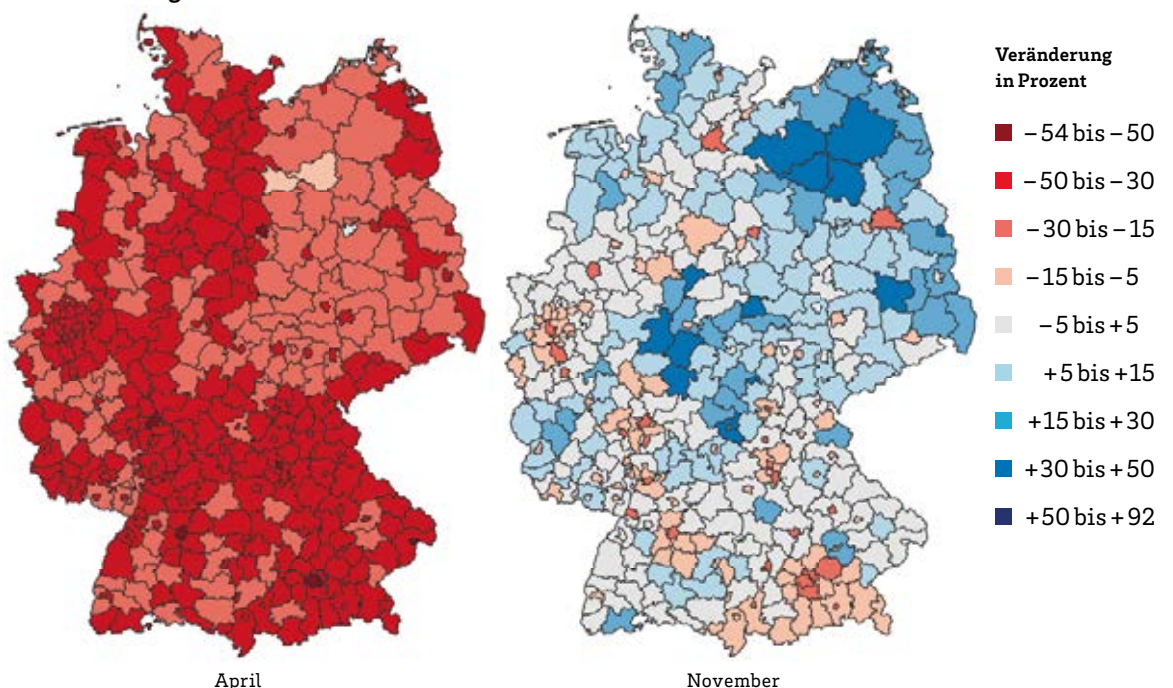 Veränderung
in Prozent
– 54 bis – 50
– 50 bis – 30
– 30 bis – 15
– 15 bis – 5
– 5 bis + 5
+ 5 bis + 15
+ 15 bis + 30
+ 30 bis + 50
+ 50 bis + 92
April
November